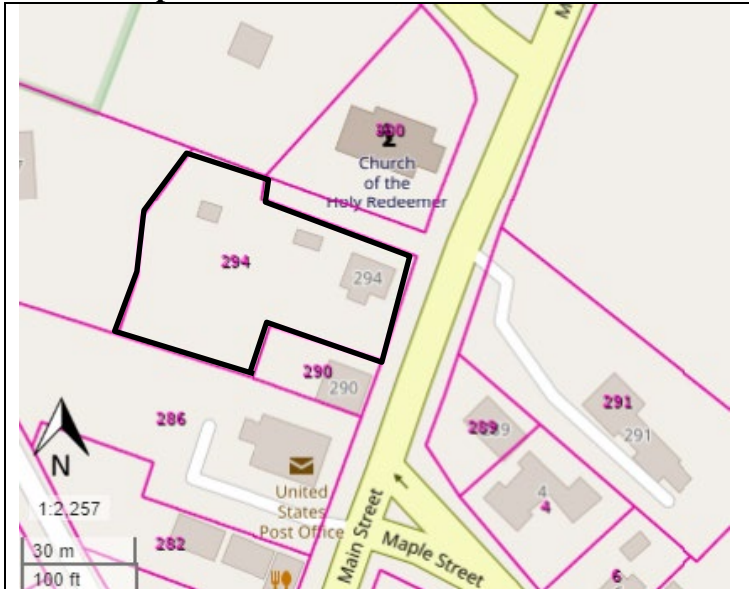 Church
of the
Holy Redeemer
294
294
290
290
286
291
291
289
4
4
United
States
Post Office
N
1:2,257
30 m
100 ft
282
Main Street
Maple Street
6